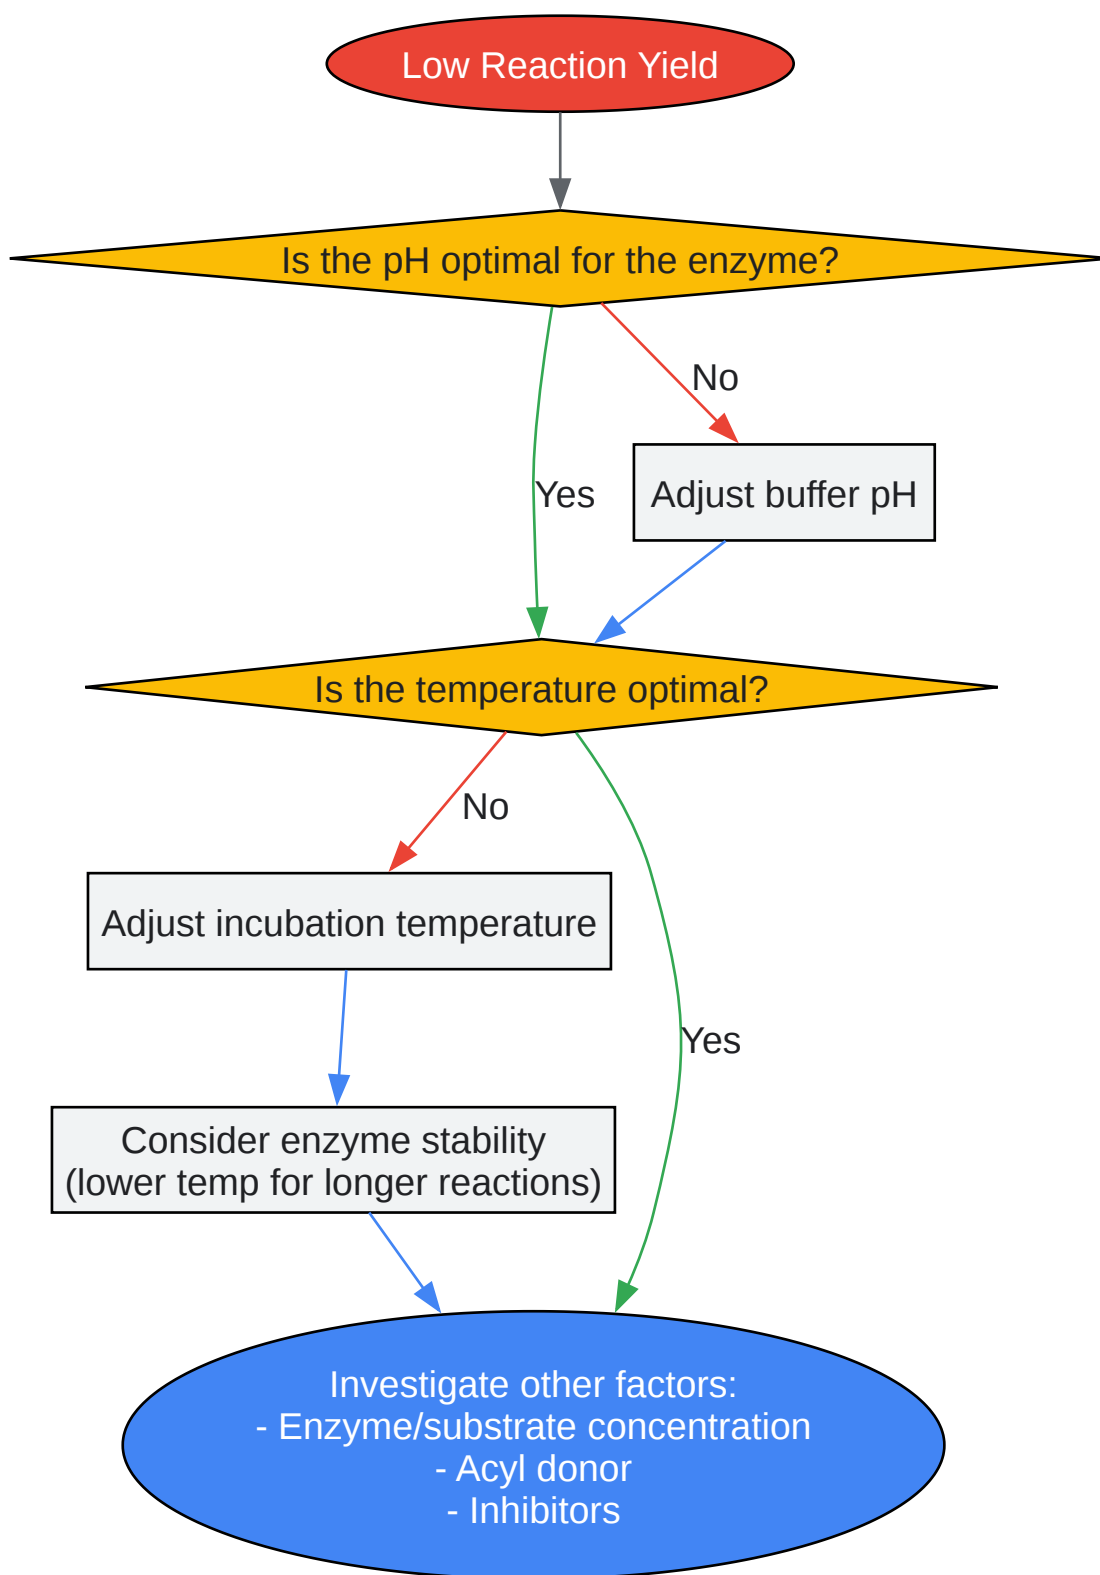 Low Reaction Yield
Is the pH optimal for the enzyme?
No
Yes
Adjust buffer pH
Is the temperature optimal?
No
Adjust incubation temperature
Yes
Consider enzyme stability
(lower temp for longer reactions)
Investigate other factors:
- Enzyme/substrate concentration
- Acyl donor
- Inhibitors